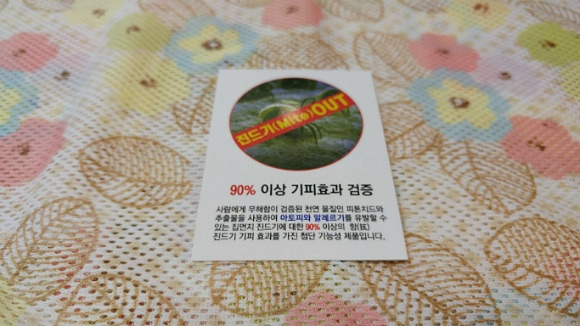 진드기(Mite)OUT
90% 이상 기피효과 검증
사람에게 무해함이 검증된 천연 물질인 피톤치드와
추출물을 사용하여 아토피와 알레르기를 유발할 수
있는 집먼지 진드기에 대한 90% 이상의 항(抗)
진드기 기피 효과를 가진 첨단 기능성 제품입니다.